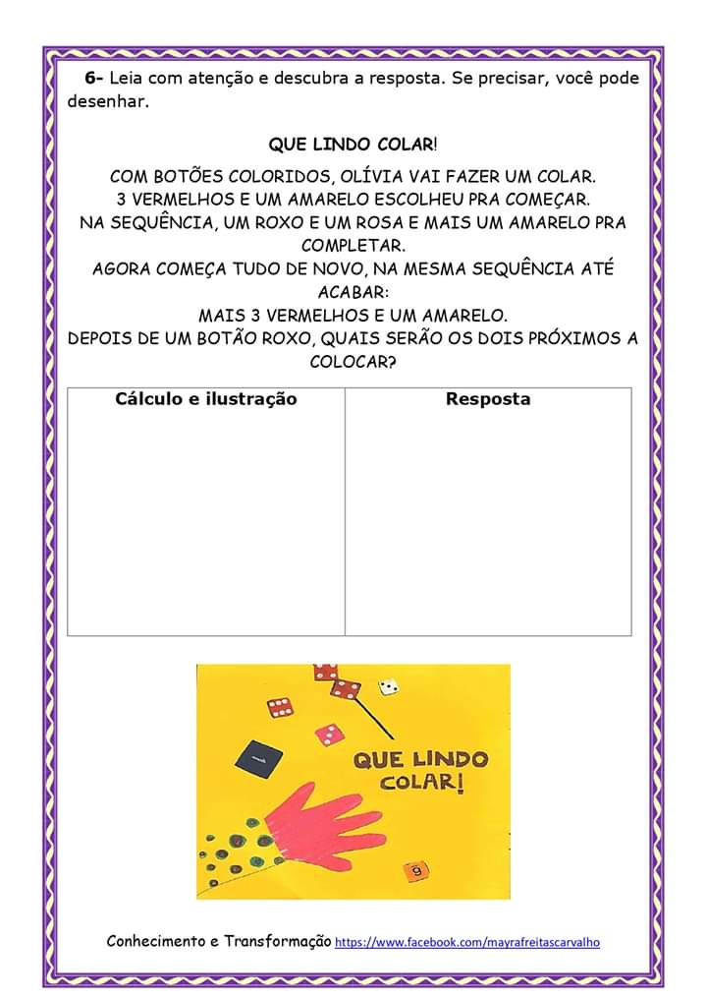 6- Leia com atenção e descubra a resposta. Se precisar, você pode
desenhar.
QUE LINDO COLAR!
COM BOTÕES COLORIDOS, OLÍVIA VAI FAZER UM COLAR.
3 VERMELHOS E UM AMARELO ESCOLHEU PRA COMEÇAR.
NA SEQUÊNCIA, UM ROXO E UM ROSA E MAIS UM AMARELO PRA
COMPLETAR.
AGORA COMEÇA TUDO DE NOVO, NA MESMA SEQUÊNCIA ATÉ
ACABAR:
MAIS 3 VERMELHOS E UM AMARELO.
DEPOIS DE UM BOTÃO ROXO, QUAIS SERÃO OS DOIS PRÓXIMOS A
COLOCAR?
Cálculo e ilustração
Resposta
QUE LINDO
COLAR!
9
Conhecimento e Transformação https://www.facebook.com/mayrafreitascarvalho